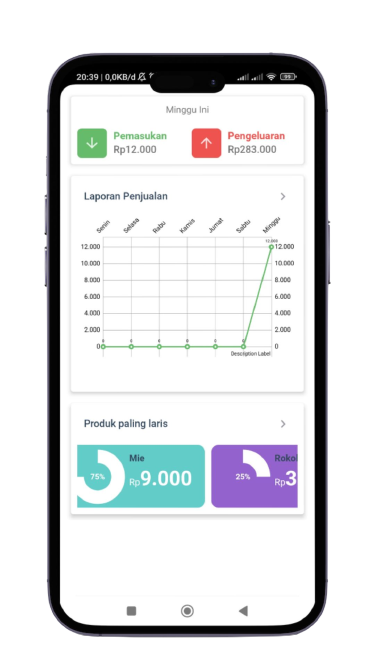 20:39 | 0,0KB/d
99
Minggu Ini
Pemasukan
Rp12.000
Pengeluaran
Rp283.000
Laporan Penjualan
Senin Selasa Rabu Kamis Jumat Sabtu Minggu
12.000
12.000 12.000
10.000 10.000
8.000 8.000
6.000 6.000
4.000 4.000
2.000 2.000
0 0 0 0 0 0
0 0
Description Label
Produk paling laris
Mie
75% Rp9.000
Roko
25% Rp3